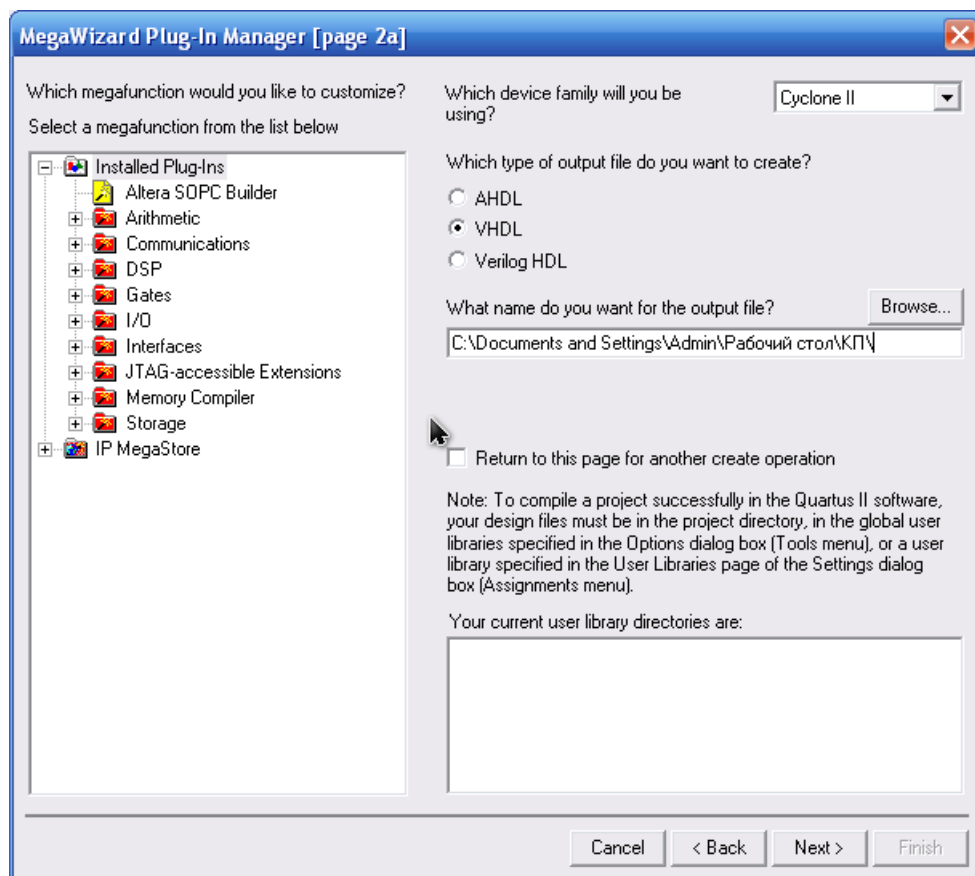 MegaWizard Plug-In Manager [page 2a]
Which megafunction would you like to customize?
Select a megafunction from the list below
Installed Plug-Ins
Altera SOPC Builder
Arithmetic
Communications
DSP
Gates
I/O
Interfaces
JTAG-accessible Extensions
Memory Compiler
Storage
IP MegaStore
Which device family will you be
using?
Cyclone II
Which type of output file do you want to create?
AHDL
VHDL
Verilog HDL
What name do you want for the output file?
Browse...
C:\Documents and Settings\Admin\Рабочий стол\КП\
Return to this page for another create operation
Note: To compile a project successfully in the Quartus II software,
your design files must be in the project directory, in the global user
libraries specified in the Options dialog box (Tools menu), or a user
library specified in the User Libraries page of the Settings dialog
box (Assignments menu).
Your current user library directories are:
Cancel
< Back
Next >
Finish